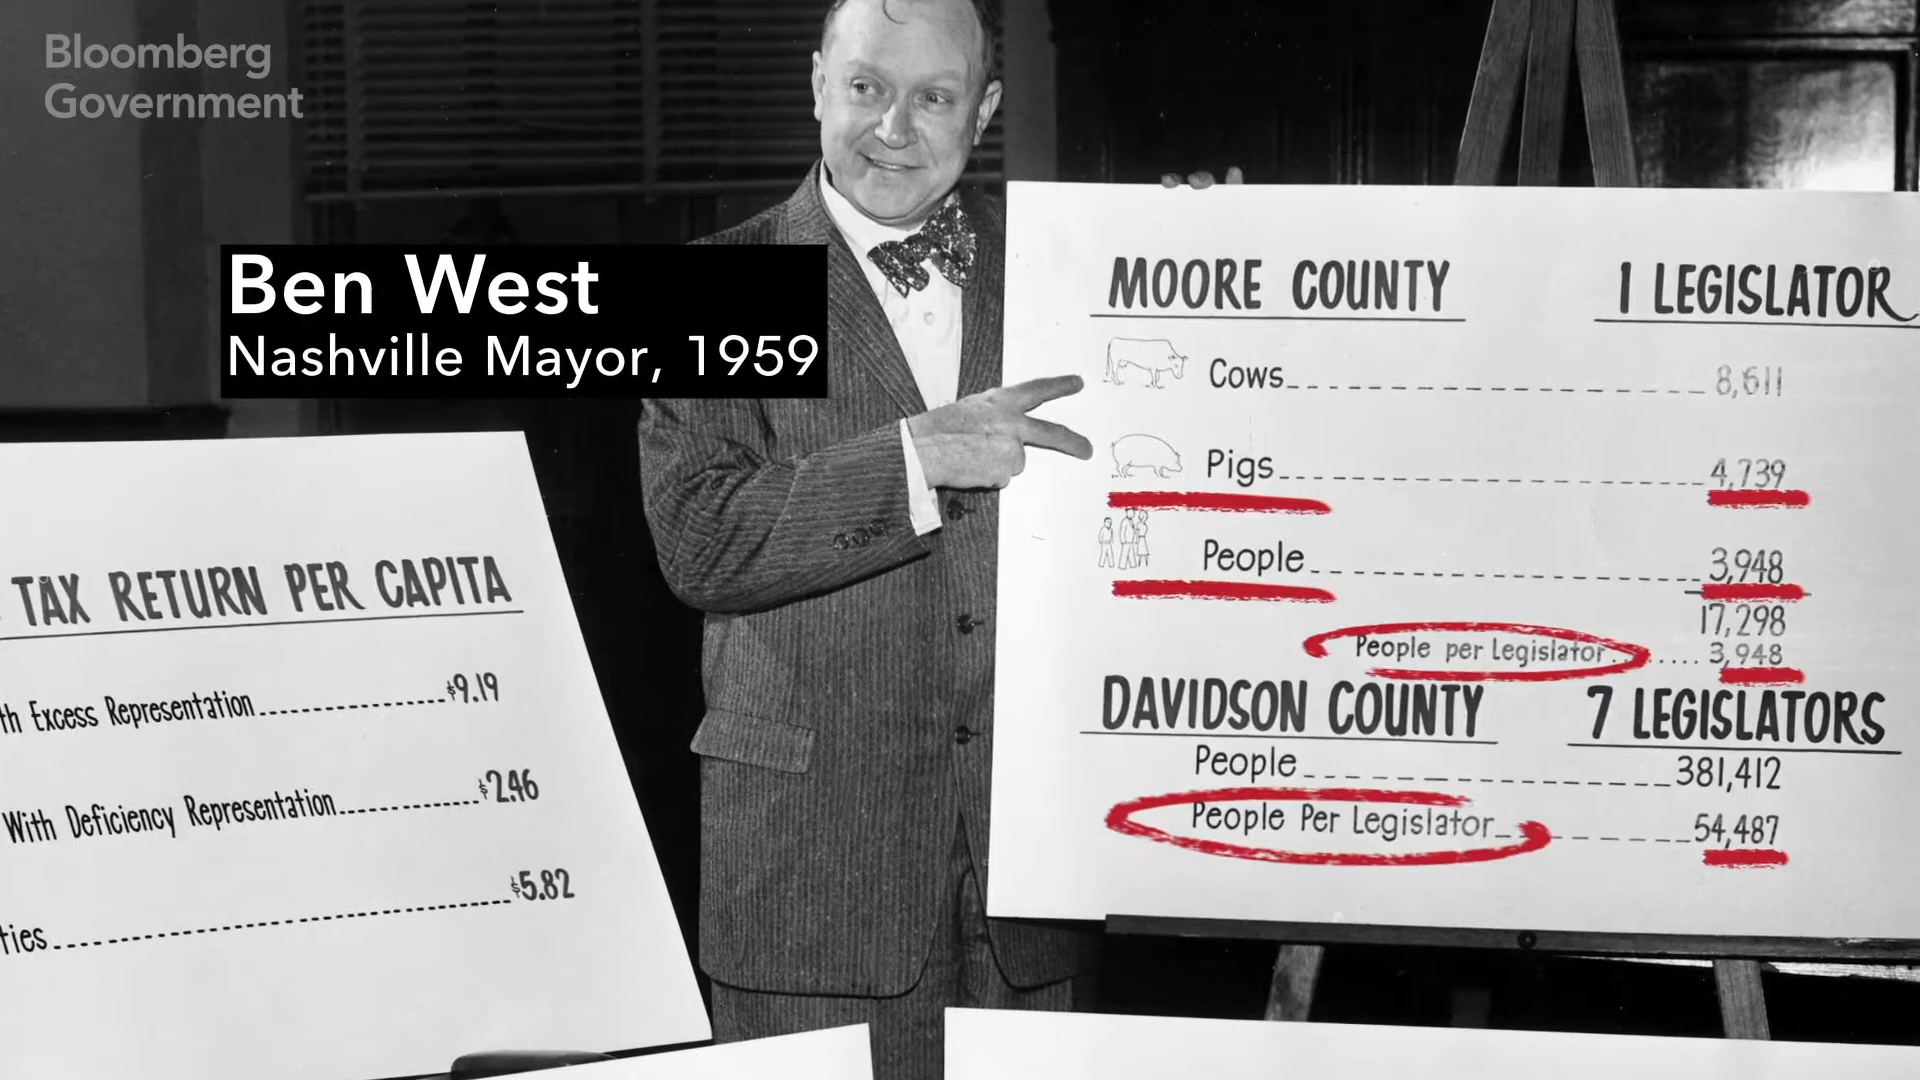 Bloomberg
Government
Ben West
Nashville Mayor, 1959
TAX RETURN PER CAPITA
th Excess Representation $9.19
With Deficiency Representation $2.46
ties $5.82
MOORE COUNTY 1 LEGISLATOR
Cows 8,611
Pigs 4,739
People 3,948
17,298
People per Legislator 3,948
DAVIDSON COUNTY 7 LEGISLATORS
People 381,412
People Per Legislator 54,487